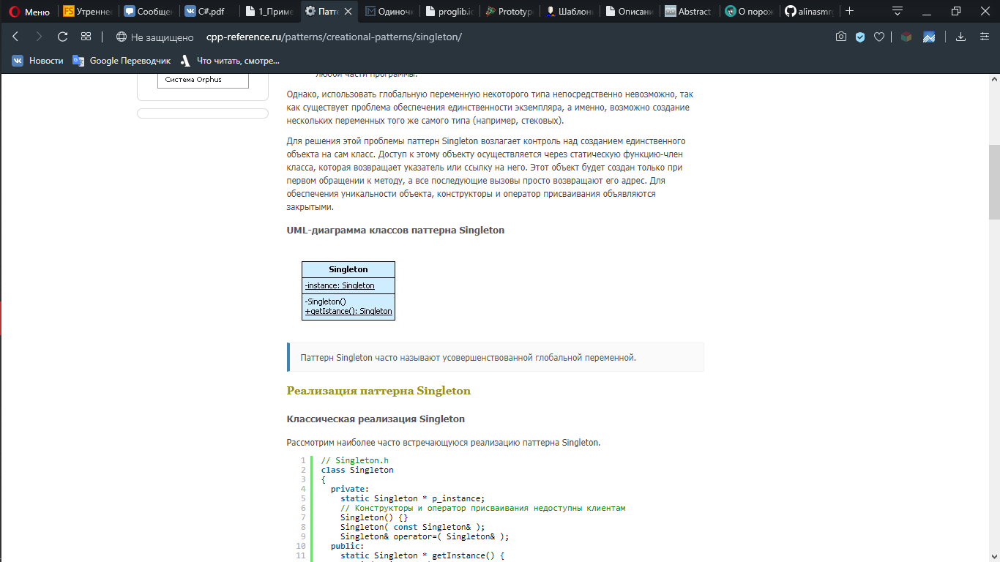 Меню
Утреннее
Сообщен
C#.pdf
1_Приме
Патте
Одиночк
proglib.io
Prototype
Шаблонь
Описани
Abstract
О порож
alinasmr
Не защищено
cpp-reference.ru/patterns/creational-patterns/singleton/
Новости
Google Переводчик
Что читать, смотре...
Система Orphus
любой части программы.
Однако, использовать глобальную переменную некоторого типа непосредственно невозможно, так
как существует проблема обеспечения единственности экземпляра, а именно, возможно создание
нескольких переменных того же самого типа (например, стековых).
Для решения этой проблемы паттерн Singleton возлагает контроль над созданием единственного
объекта на сам класс. Доступ к этому объекту осуществляется через статическую функцию-член
класса, которая возвращает указатель или ссылку на него. Этот объект будет создан только при
первом обращении к методу, а все последующие вызовы просто возвращают его адрес. Для
обеспечения уникальности объекта, конструкторы и оператор присваивания объявляются
закрытыми.
UML-диаграмма классов паттерна Singleton
Singleton
-instance: Singleton
-Singleton()
+getIstance(): Singleton
Паттерн Singleton часто называют усовершенствованной глобальной переменной.
Реализация паттерна Singleton
Классическая реализация Singleton
Рассмотрим наиболее часто встречающуюся реализацию паттерна Singleton.
1 // Singleton.h
2 class Singleton
3 {
4 private:
5 static Singleton * p_instance;
6 // Конструкторы и оператор присваивания недоступны клиентам
7 Singleton() {}
8 Singleton( const Singleton& );
9 Singleton& operator=( Singleton& );
10 public:
11 static Singleton * getInstance() {